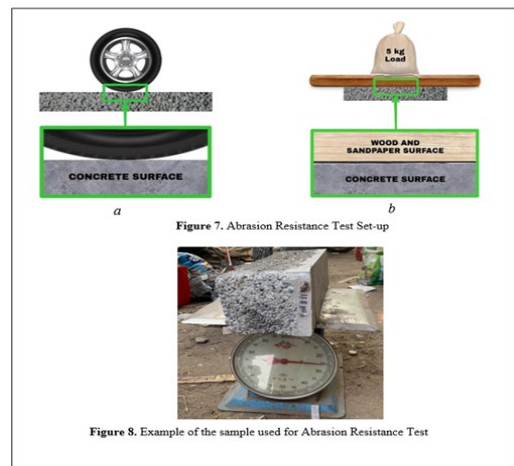 5 kg
Load
CONCRETE SURFACE
WOOD AND
SANDPAPER SURFACE
CONCRETE SURFACE
a
b
Figure 7. Abrasion Resistance Test Set-up
Figure 8. Example of the sample used for Abrasion Resistance Test